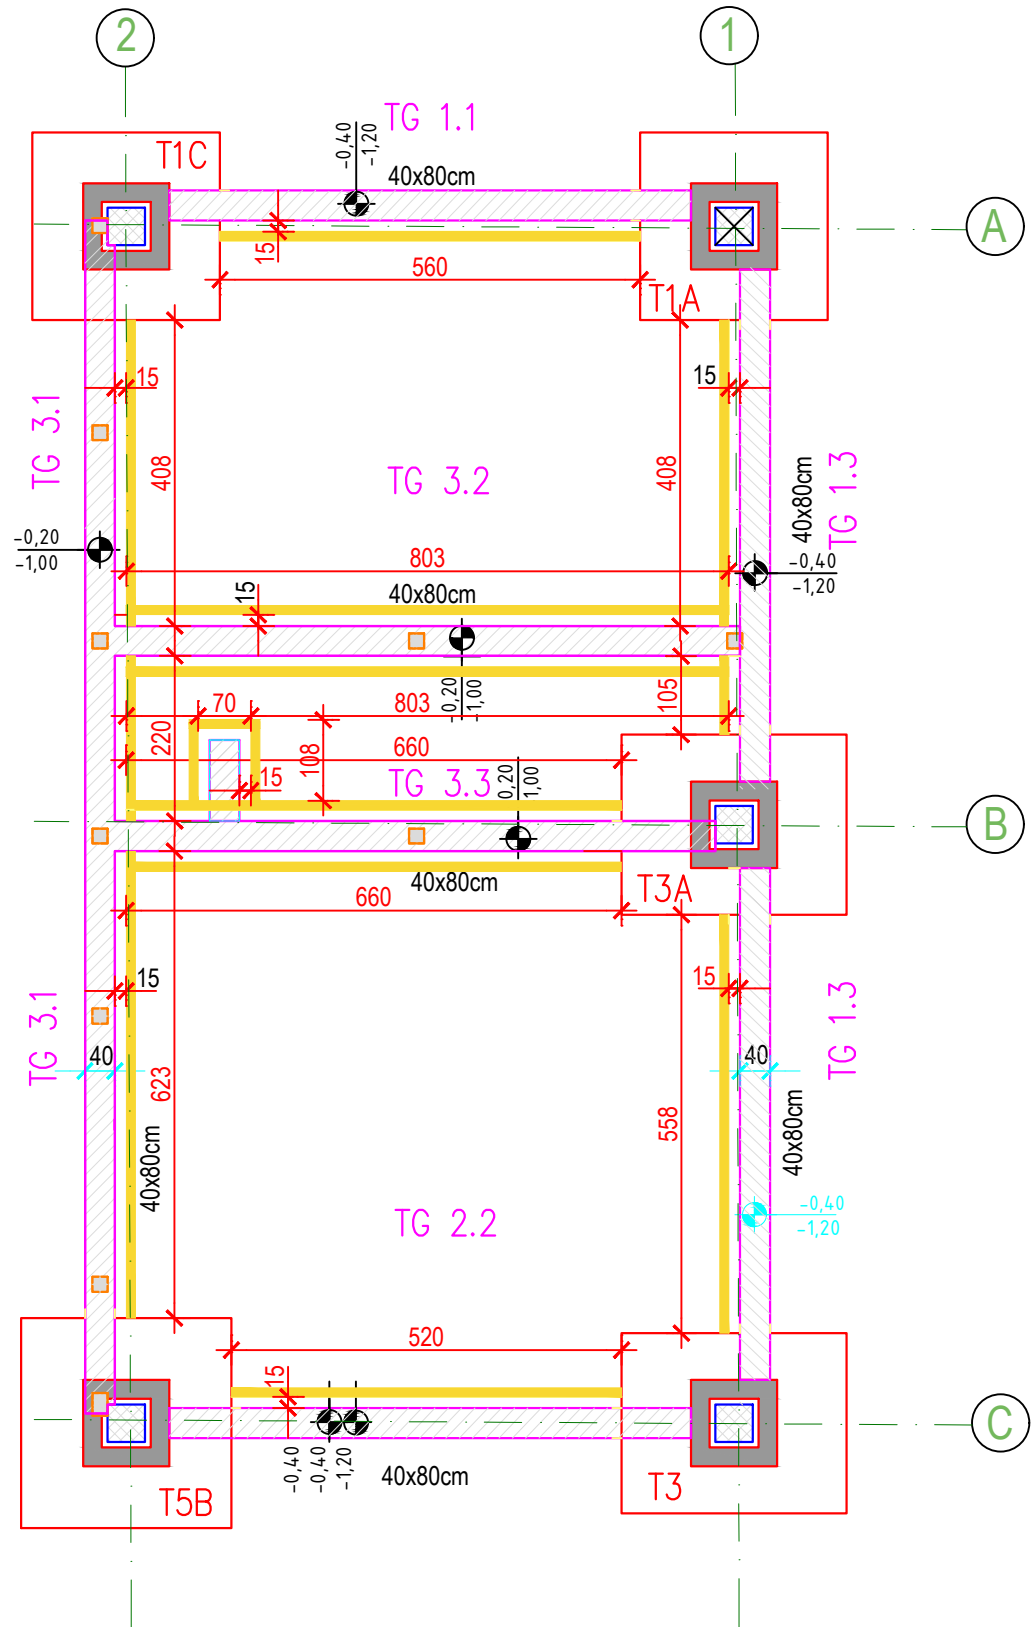 2
1
TG 1.1
-0,40
-1,20
T1C
40x80cm
A
15
560
T1A
15
15
TG 3.1
408
TG 3.2
408
40x80cm
TG 1.3
-0,20
-1,00
803
-0,40
-1,20
15
40x80cm
-0,20
-1,00
105
70
803
220
108
660
15
TG 3.3
0,20
1,00
B
40x80cm
T3A
660
15
15
TG 3.1
TG 1.3
40
40
623
558
40x80cm
40x80cm
TG 2.2
-0,40
-1,20
520
15
C
-0,40
-0,40
-1,20
40x80cm
T5B
T3